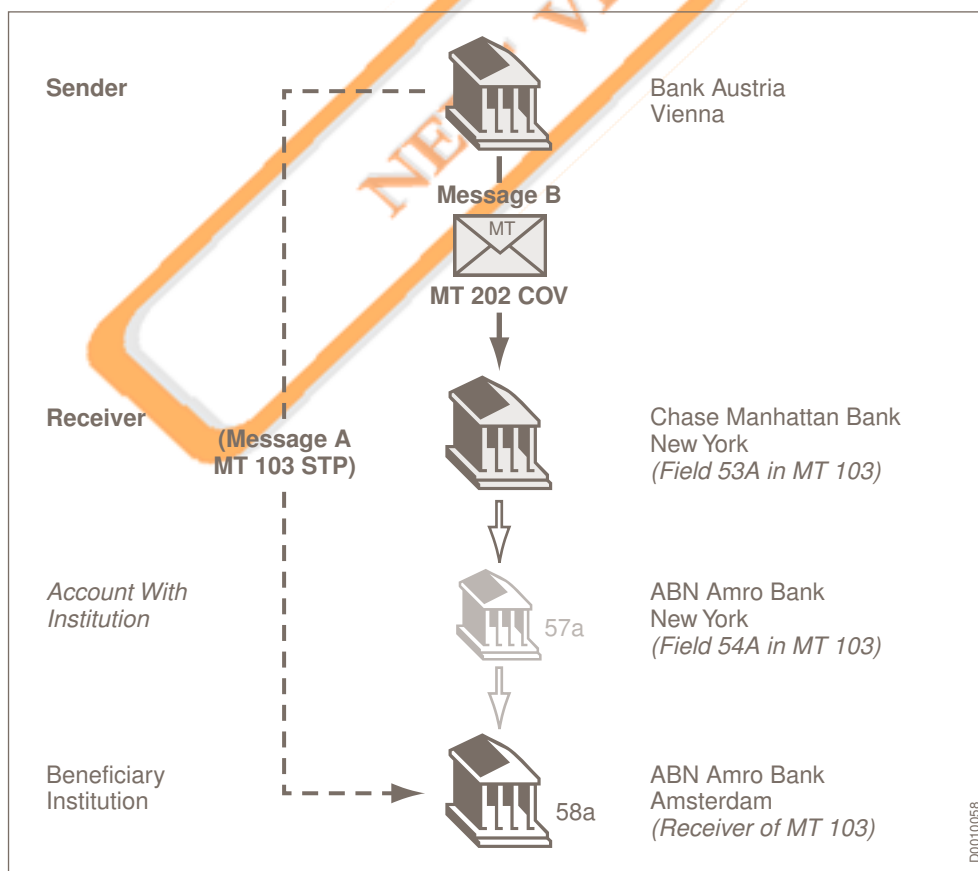 Sender
Bank Austria
Vienna
Message B
MT
MT 202 COV
Receiver
(Message A
MT 103 STP)
Chase Manhattan Bank
New York
(Field 53A in MT 103)
Account With
Institution
57a
ABN Amro Bank
New York
(Field 54A in MT 103)
Beneficiary
Institution
58a
ABN Amro Bank
Amsterdam
(Receiver of MT 103)
D0010058